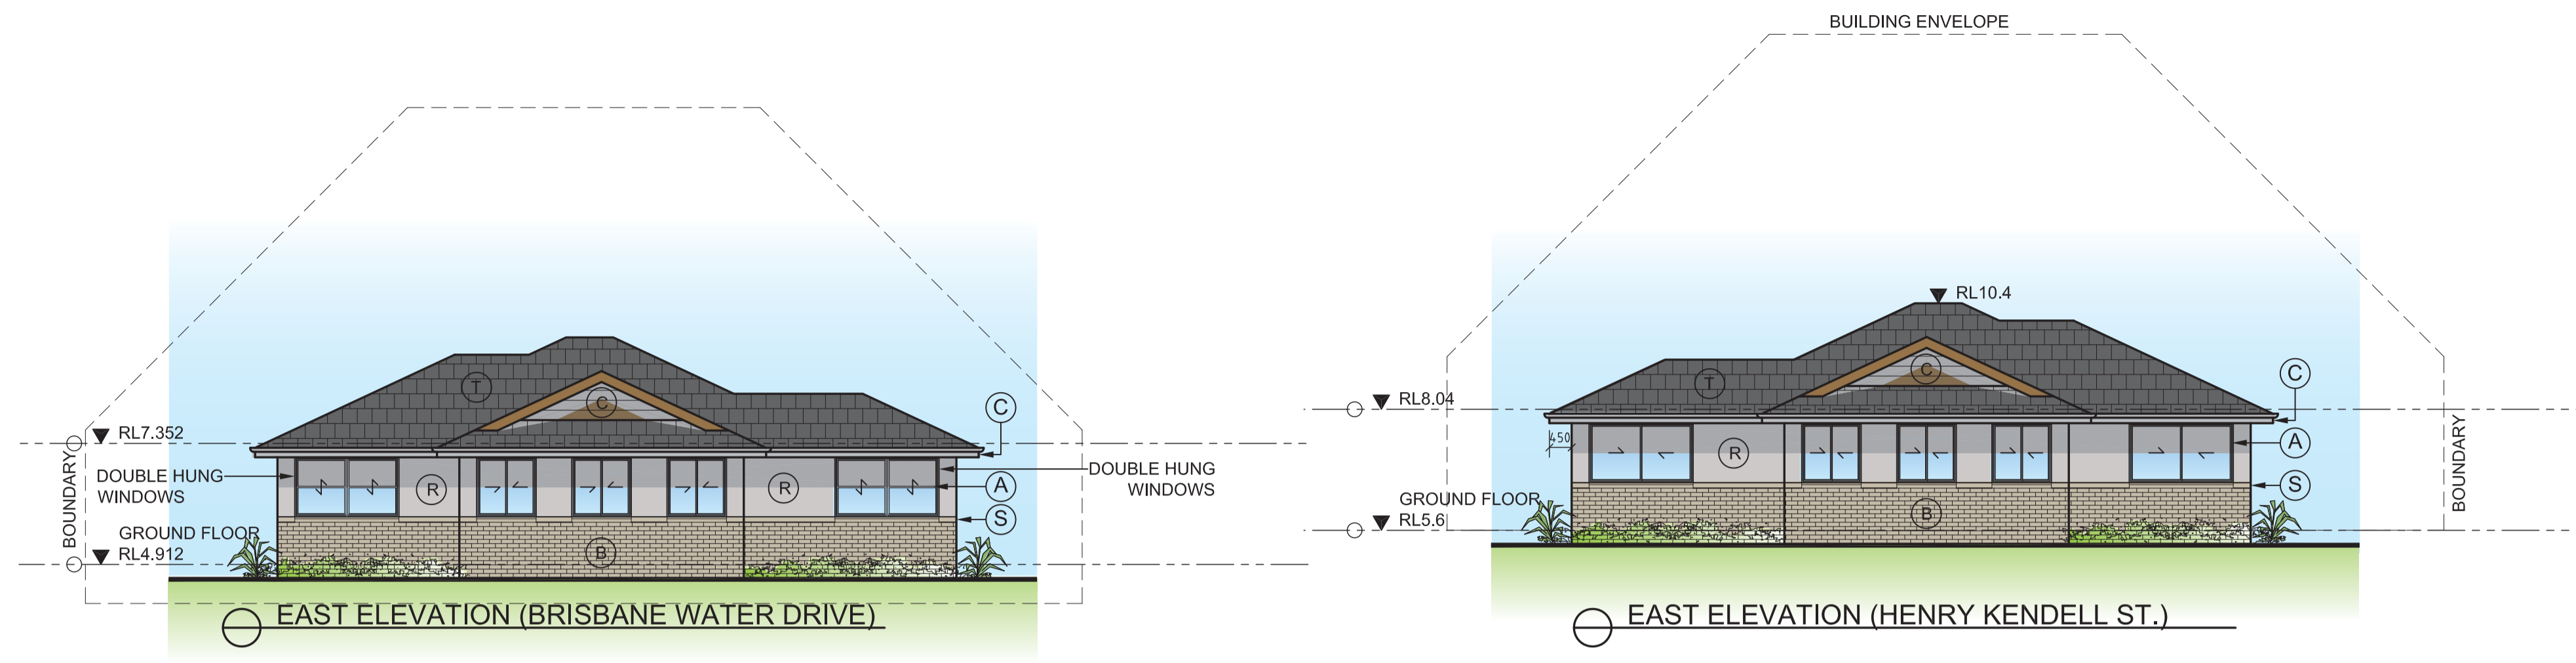 BUILDING ENVELOPE
T
C
C
RL7.352
BOUNDARY
DOUBLE HUNG
WINDOWS
R
R
DOUBLE HUNG
WINDOWS
A
S
GROUND FLOOR
RL4.912
B
EAST ELEVATION (BRISBANE WATER DRIVE)
RL10.4
T
C
C
RL8.04
450
R
A
S
GROUND FLOOR
RL5.6
B
BOUNDARY
EAST ELEVATION (HENRY KENDELL ST.)